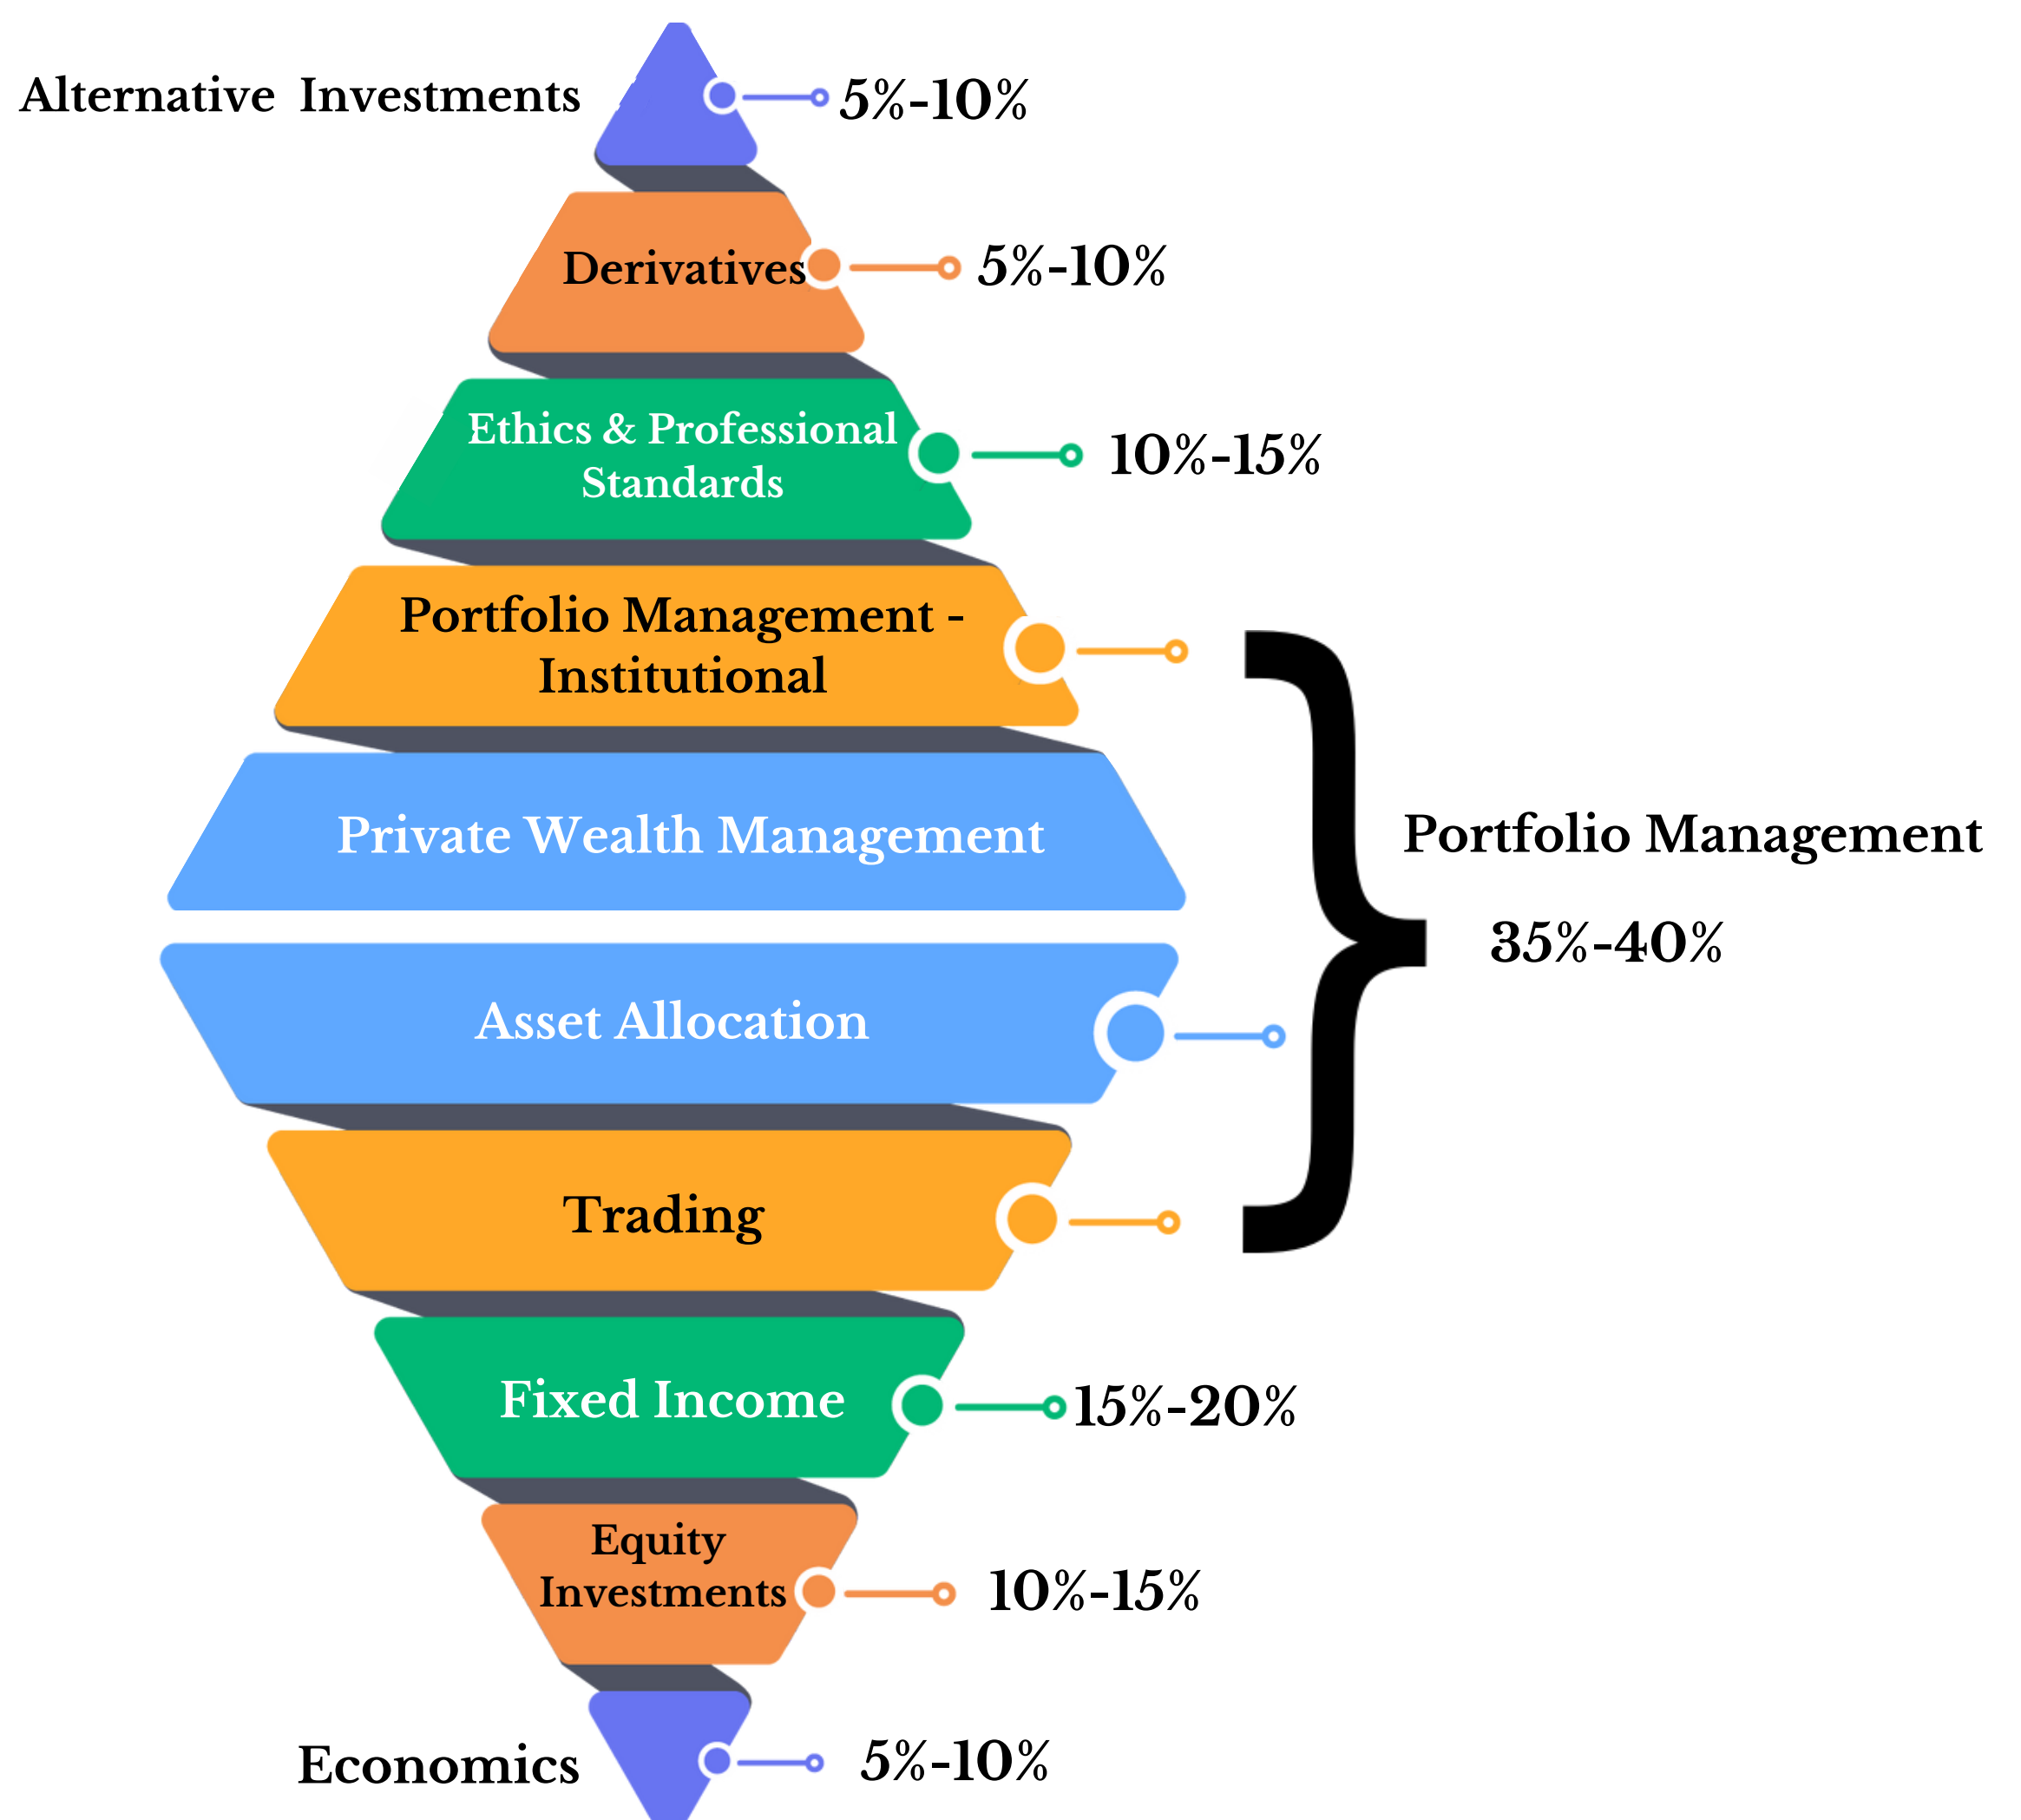 Alternative Investments
5%-10%
Derivatives
5%-10%
Ethics & Professional
Standards
10%-15%
Portfolio Management -
Institutional
Private Wealth Management
Portfolio Management
35%-40%
Asset Allocation
Trading
Fixed Income
15%-20%
Equity
Investments
10%-15%
Economics
5%-10%